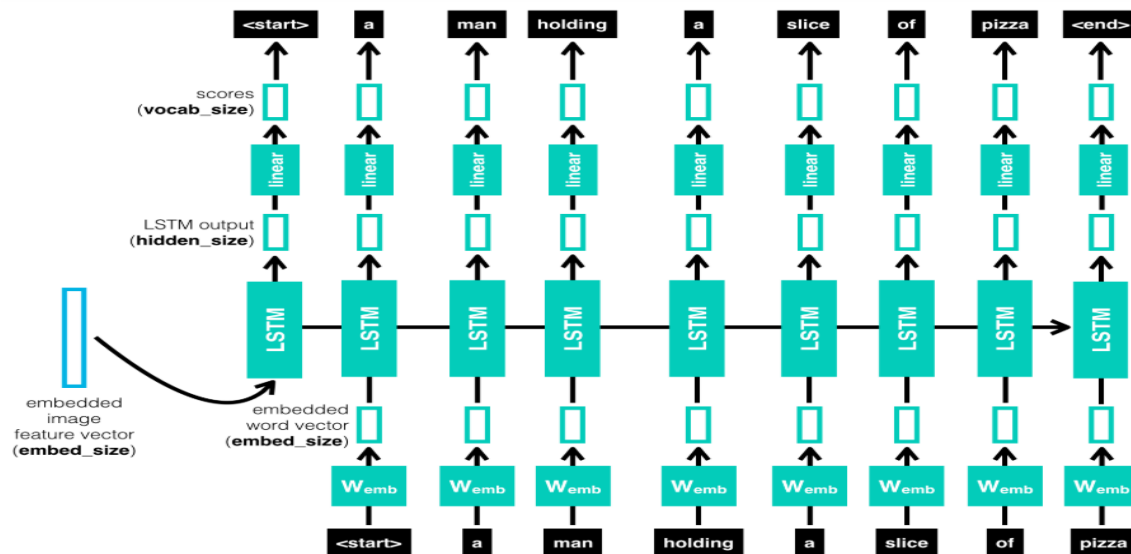 <start> a man holding a slice of pizza <end>
scores
(vocab_size)
linear linear linear linear linear linear linear linear linear
LSTM output
(hidden_size)
LSTM LSTM LSTM LSTM LSTM LSTM LSTM LSTM LSTM
embedded
image
feature vector
(embed_size)
embedded
word vector
(embed_size)
Wemb Wemb Wemb Wemb Wemb Wemb Wemb Wemb
<start> a man holding a slice of pizza